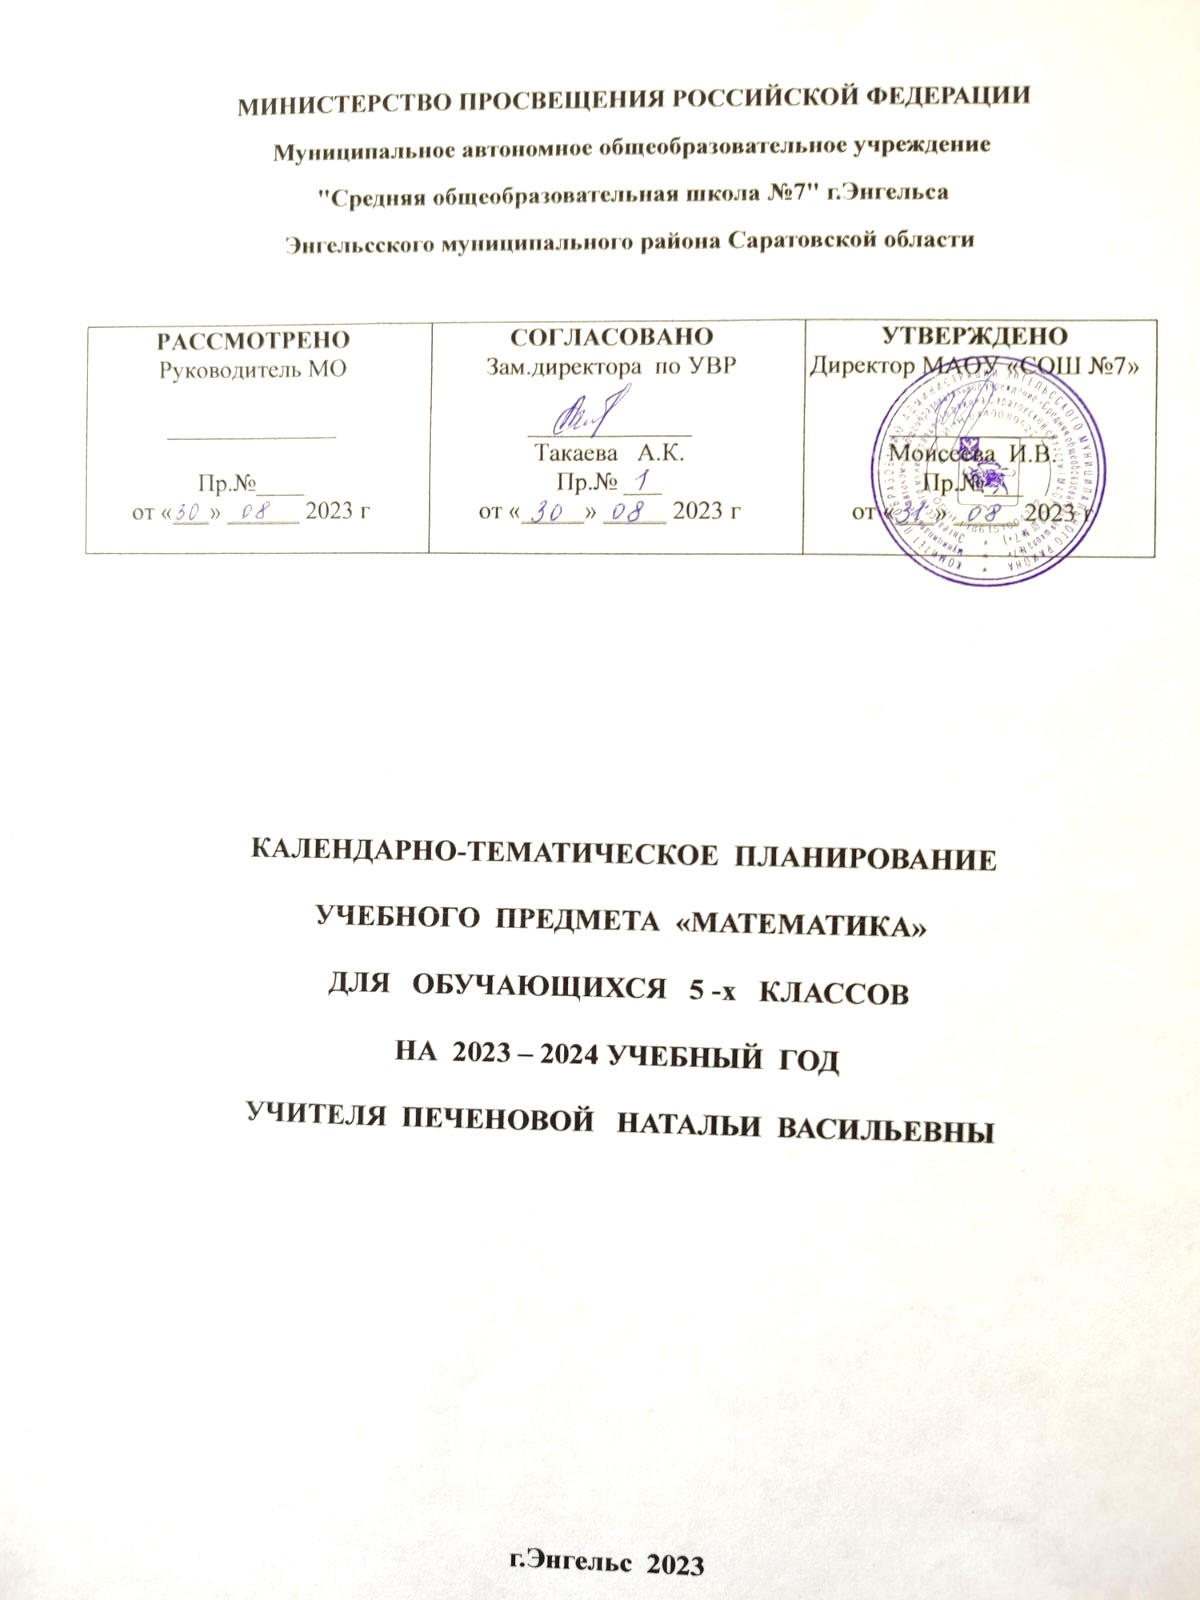 МИНИСТЕРСТВО ПРОСВЕЩЕНИЯ РОССИЙСКОЙ ФЕДЕРАЦИИ
Муниципальное автономное общеобразовательное учреждение
"Средняя общеобразовательная школа №7" г.Энгельса
Энгельсского муниципального района Саратовской области
РАССМОТРЕНО
Руководитель МО
Пр.№____
от «30» 08 2023 г
СОГЛАСОВАНО
Зам.директора по УВР
Такаева А.К.
Пр.№ 1
от «30» 08 2023 г
УТВЕРЖДЕНО
Директор МАОУ «СОШ №7»
Моисеева И.В.
Пр.№
от « » 08 2023 г
КАЛЕНДАРНО-ТЕМАТИЧЕСКОЕ ПЛАНИРОВАНИЕ
УЧЕБНОГО ПРЕДМЕТА «МАТЕМАТИКА»
ДЛЯ ОБУЧАЮЩИХСЯ 5 -х КЛАССОВ
НА 2023 – 2024 УЧЕБНЫЙ ГОД
УЧИТЕЛЯ ПЕЧЕНОВОЙ НАТАЛЬИ ВАСИЛЬЕВНЫ
г.Энгельс 2023